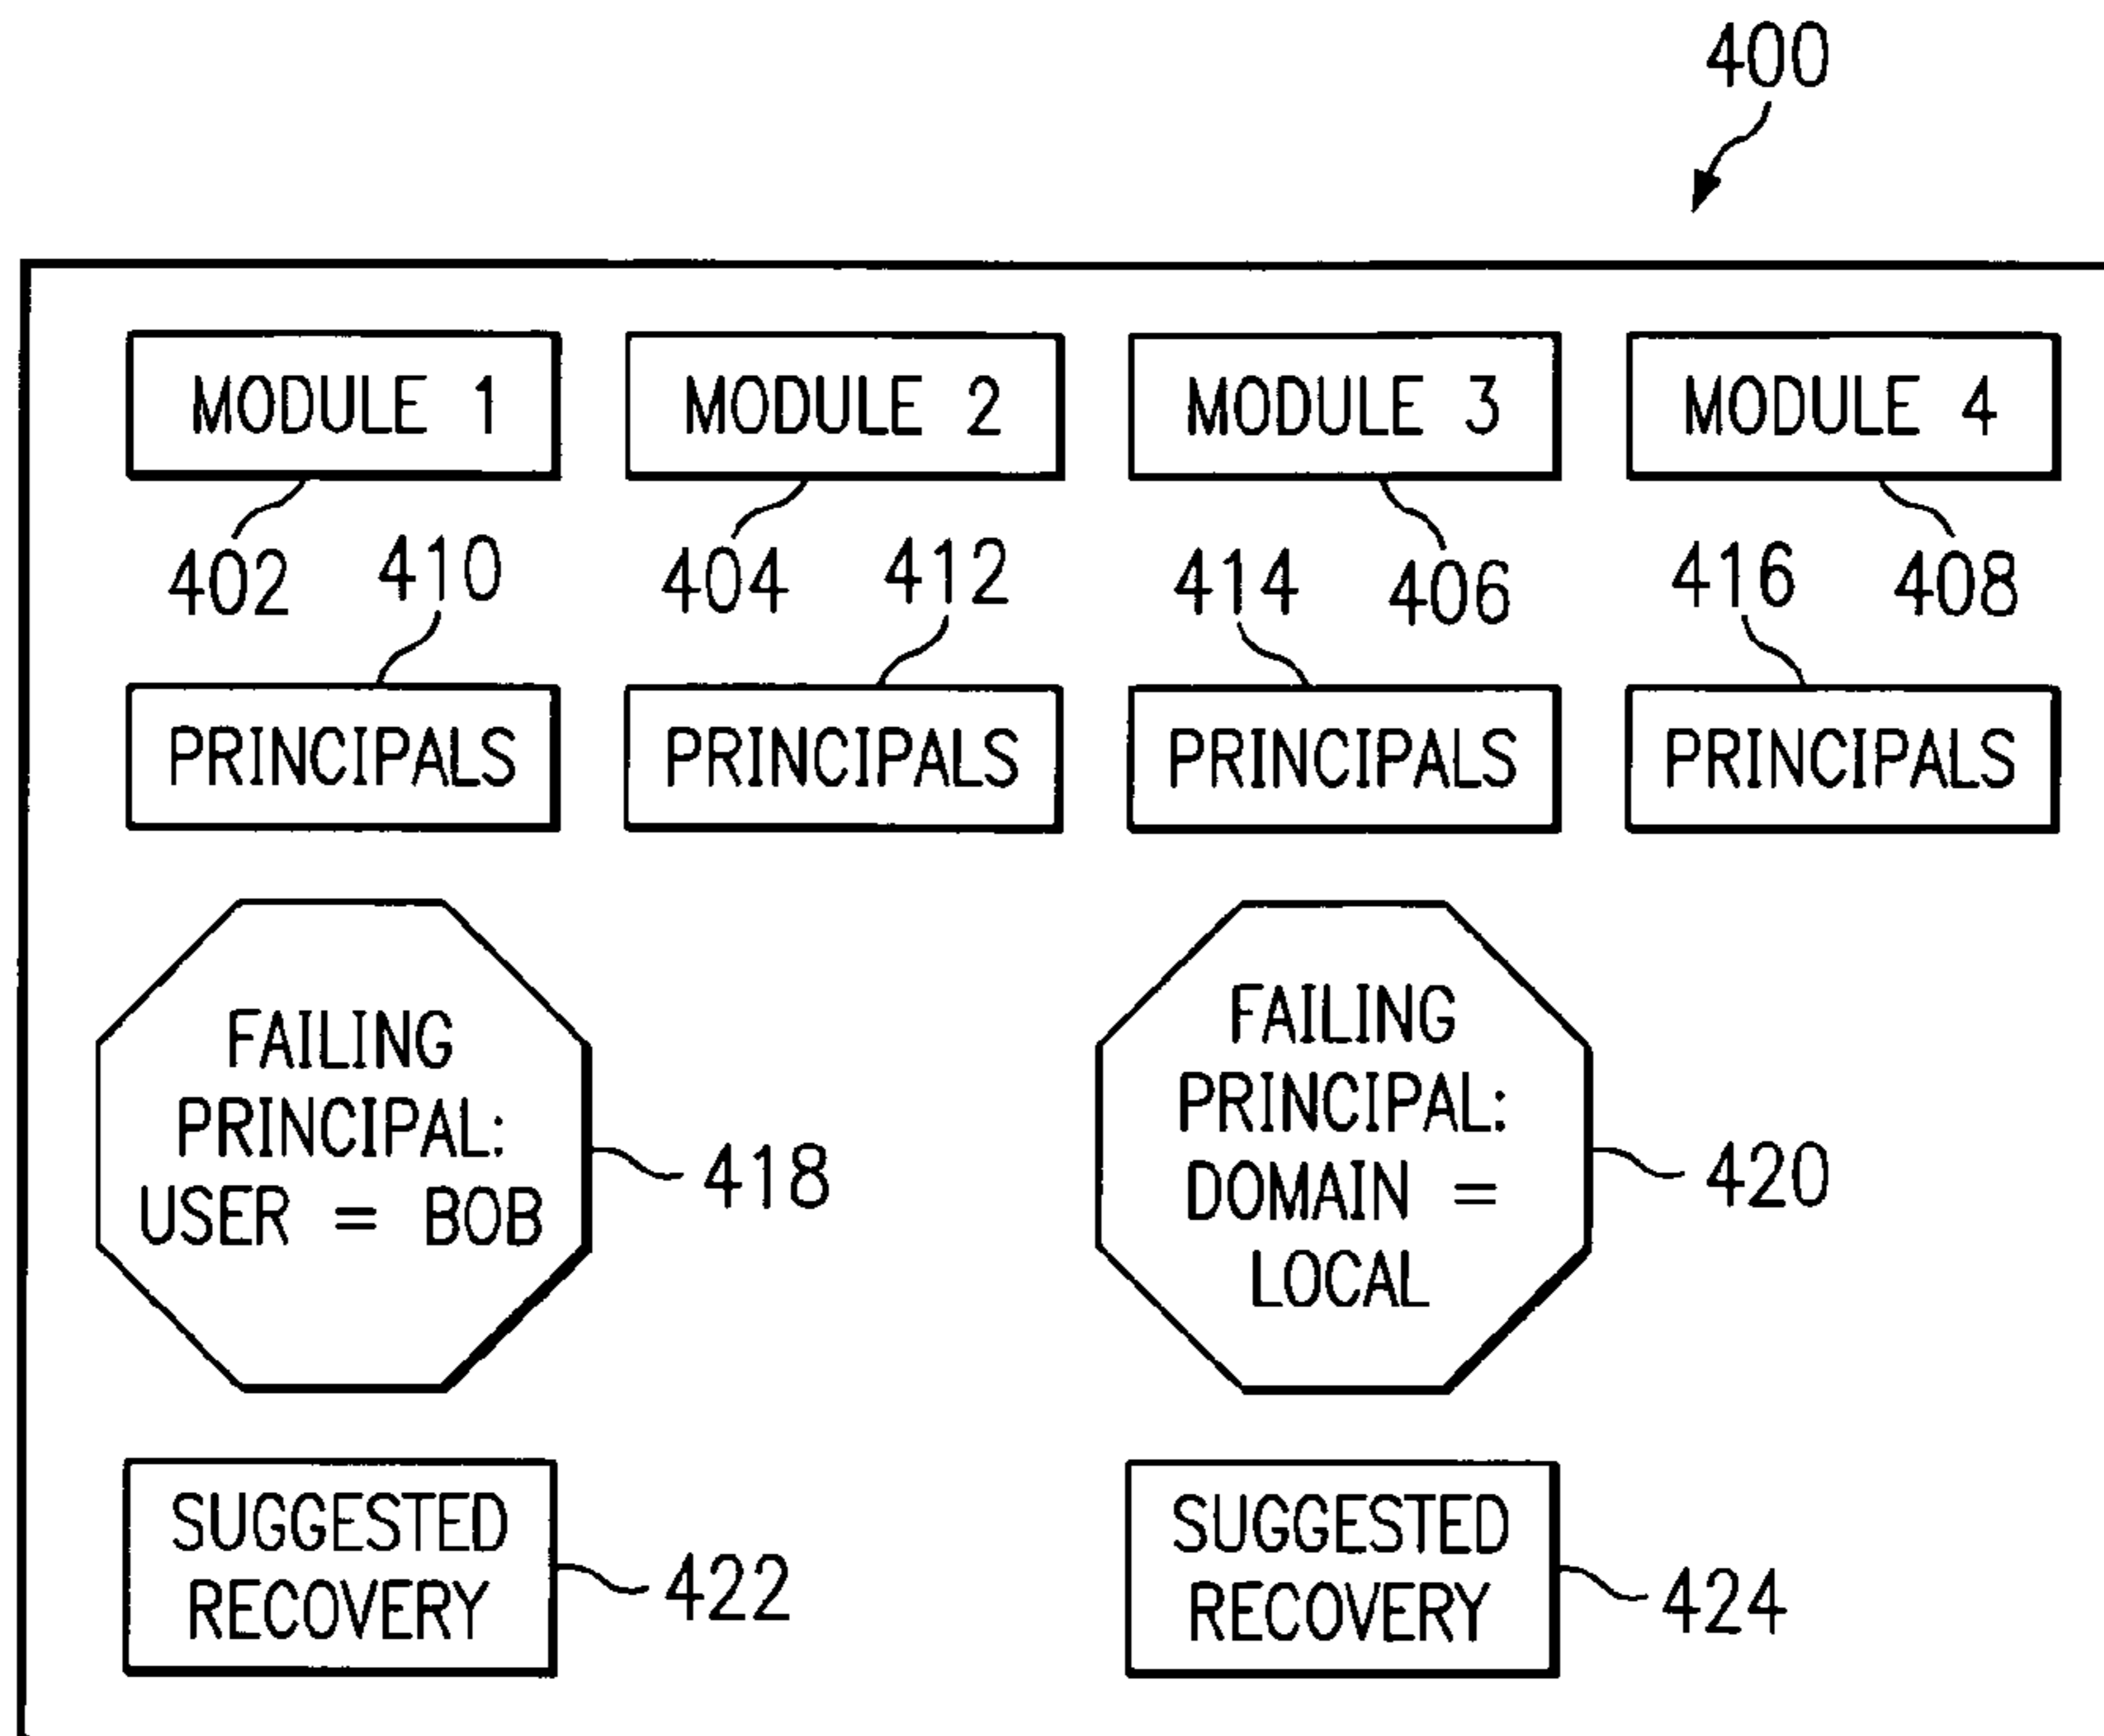 400
MODULE 1
MODULE 2
MODULE 3
MODULE 4
402
410
404
412
414
406
416
408
PRINCIPALS
PRINCIPALS
PRINCIPALS
PRINCIPALS
FAILING
PRINCIPAL:
USER = BOB
418
FAILING
PRINCIPAL:
DOMAIN =
LOCAL
420
SUGGESTED
RECOVERY
422
SUGGESTED
RECOVERY
424